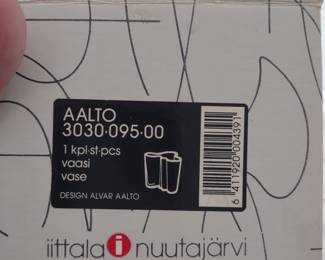 AALTO
3030·095·00
1 kpl·st·pcs
vaasi
vase
DESIGN ALVAR AALTO
6 411920 004391
iittala i nuutajärvi